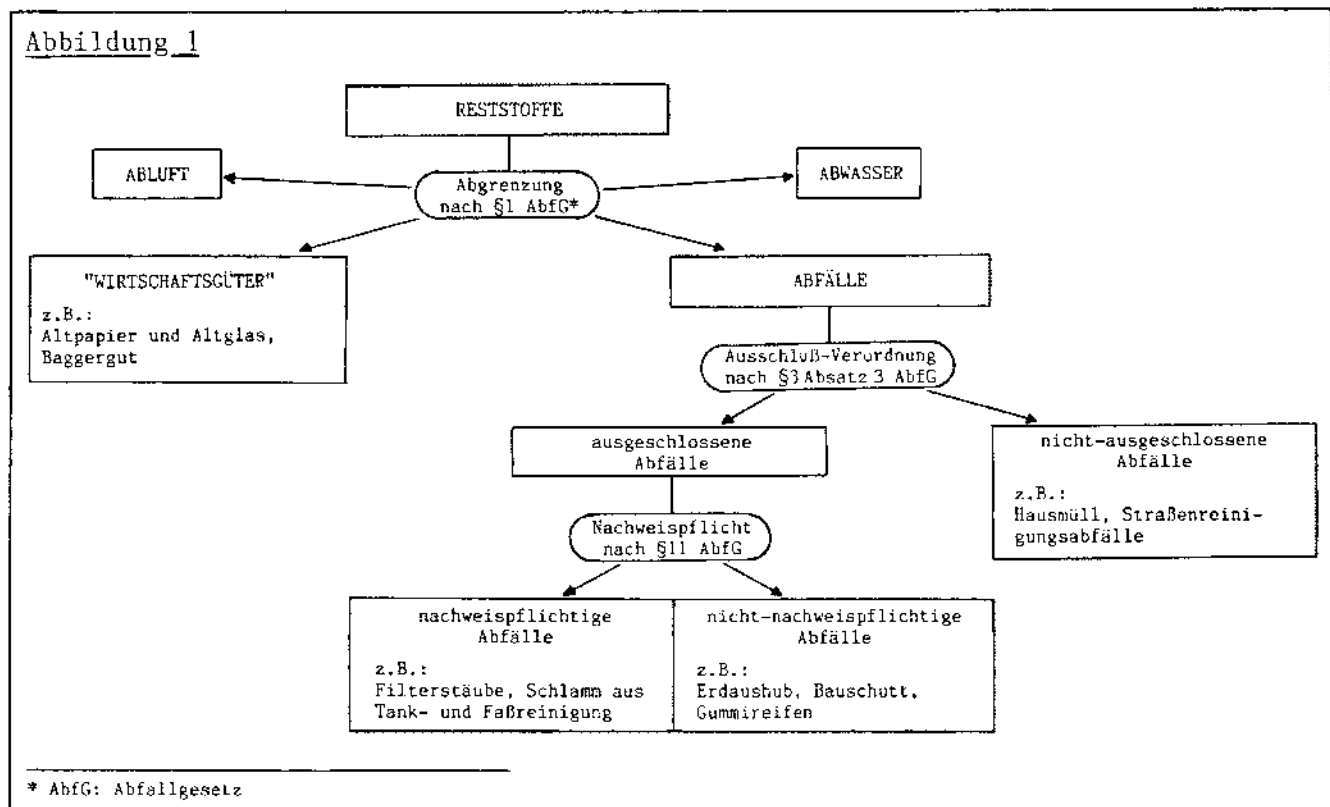 Abbildung 1
RESTSTOFFE
ABLUFT
ABWASSER
Abgrenzung
nach §1 AbfG*
"WIRTSCHAFTSGÜTER"
z.B.:
Altpapier und Altglas,
Baggergut
ABFÄLLE
Ausschluß-Verordnung
nach §3 Absatz 3 AbfG
ausgeschlossene
Abfälle
nicht-ausgeschlossene
Abfälle
z.B.:
Hausmüll, Straßenreini-
gungsabfälle
Nachweispflicht
nach §11 AbfG
nachweispflichtige
Abfälle
z.B.:
Filterstäube, Schlamm aus
Tank- und Faßreinigung
nicht-nachweispflichtige
Abfälle
z.B.:
Erdaushub, Bauschutt,
Gummireifen
* AbfG: Abfallgesetz